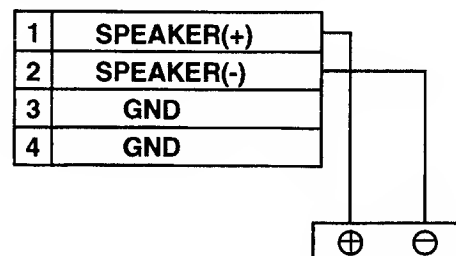 1 SPEAKER(+)
2 SPEAKER(-)
3 GND
4 GND
⊕ ⊖